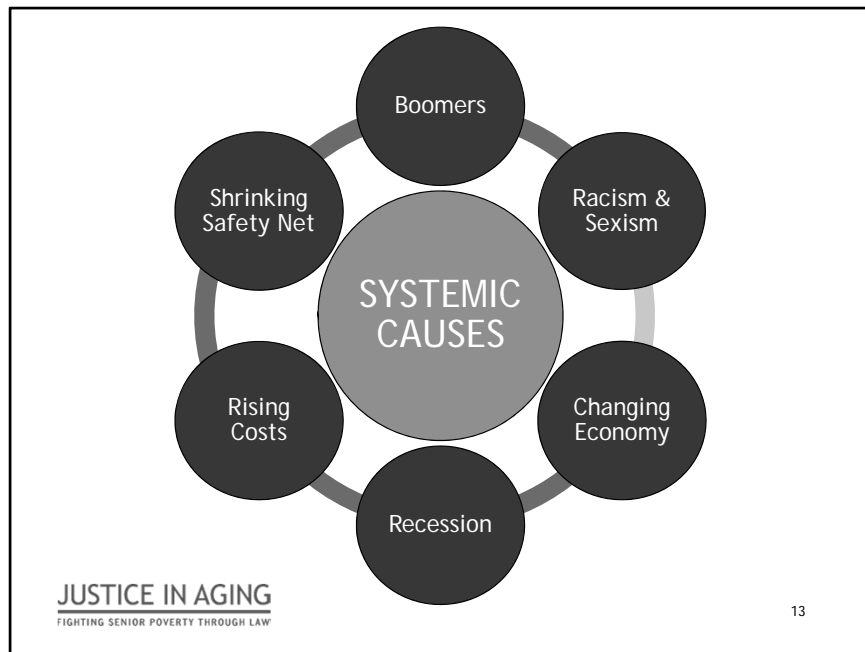 Boomers
Racism &
Sexism
Changing
Economy
Recession
Rising
Costs
Shrinking
Safety Net
SYSTEMIC
CAUSES
JUSTICE IN AGING
FIGHTING SENIOR POVERTY THROUGH LAW
13